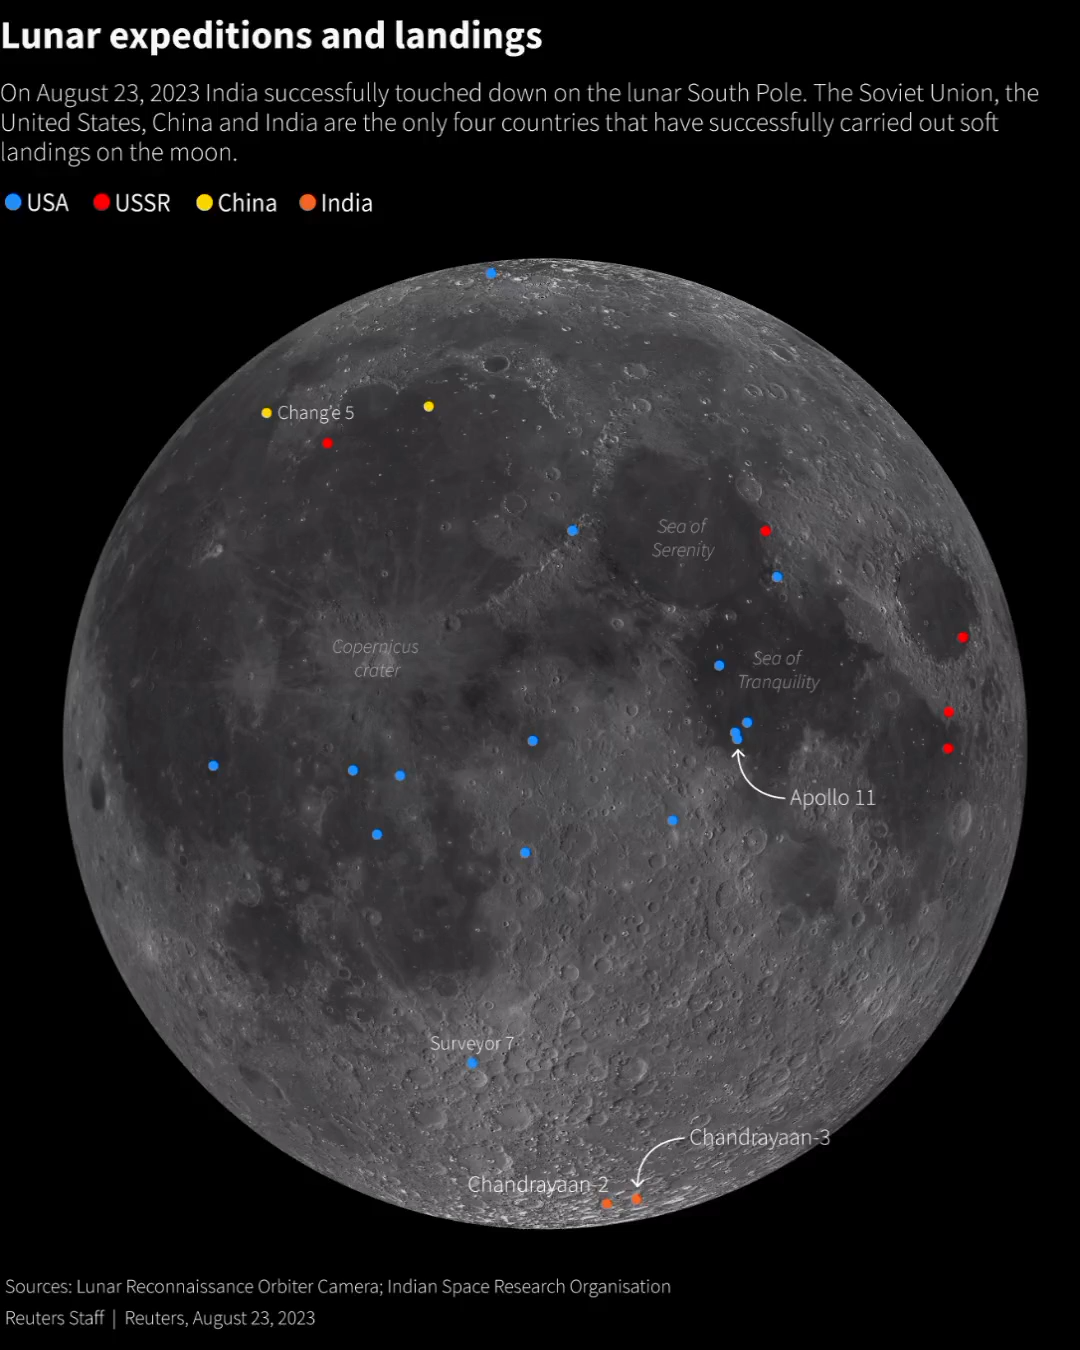 Lunar expeditions and landings
On August 23, 2023 India successfully touched down on the lunar South Pole. The Soviet Union, the
United States, China and India are the only four countries that have successfully carried out soft
landings on the moon.
USA USSR China India
Chang'e 5
Sea of
Serenity
Copernicus
crater
Sea of
Tranquility
Apollo 11
Surveyor 7
Chandrayaan-3
Chandrayaan-2
Sources: Lunar Reconnaissance Orbiter Camera; Indian Space Research Organisation
Reuters Staff | Reuters, August 23, 2023